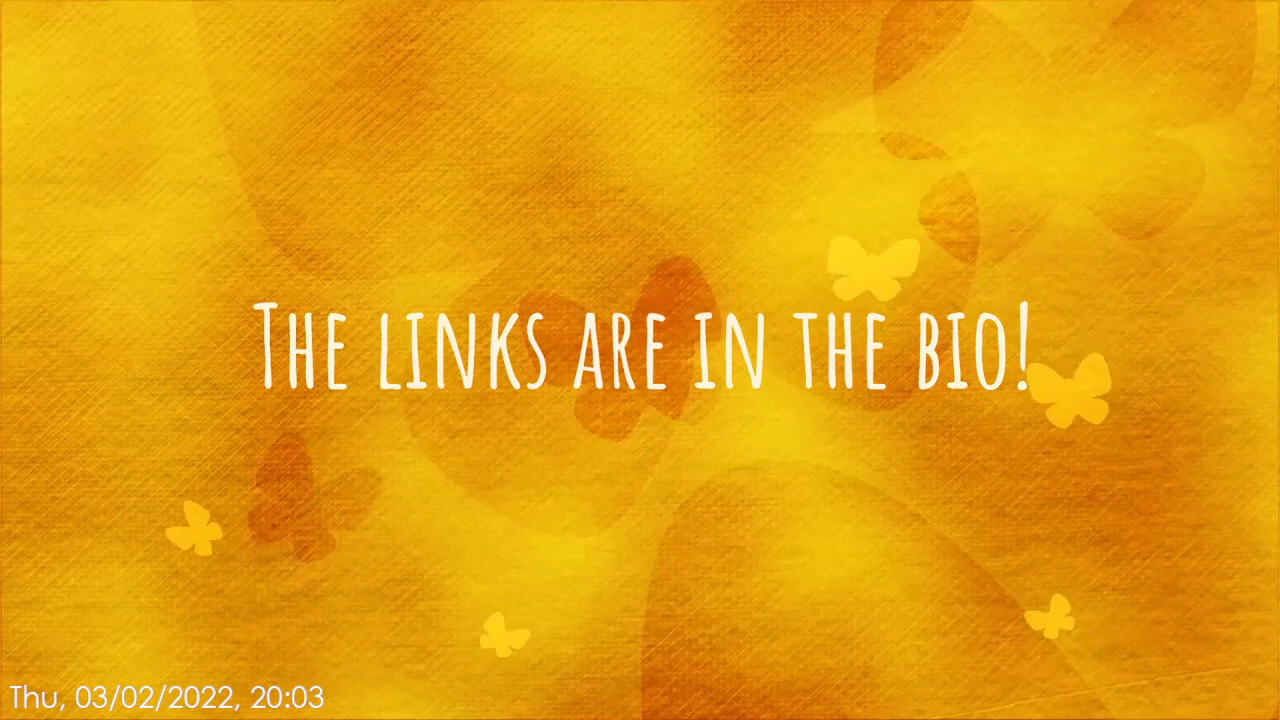 The links are in the bio!
Thu, 03/02/2022, 20:03